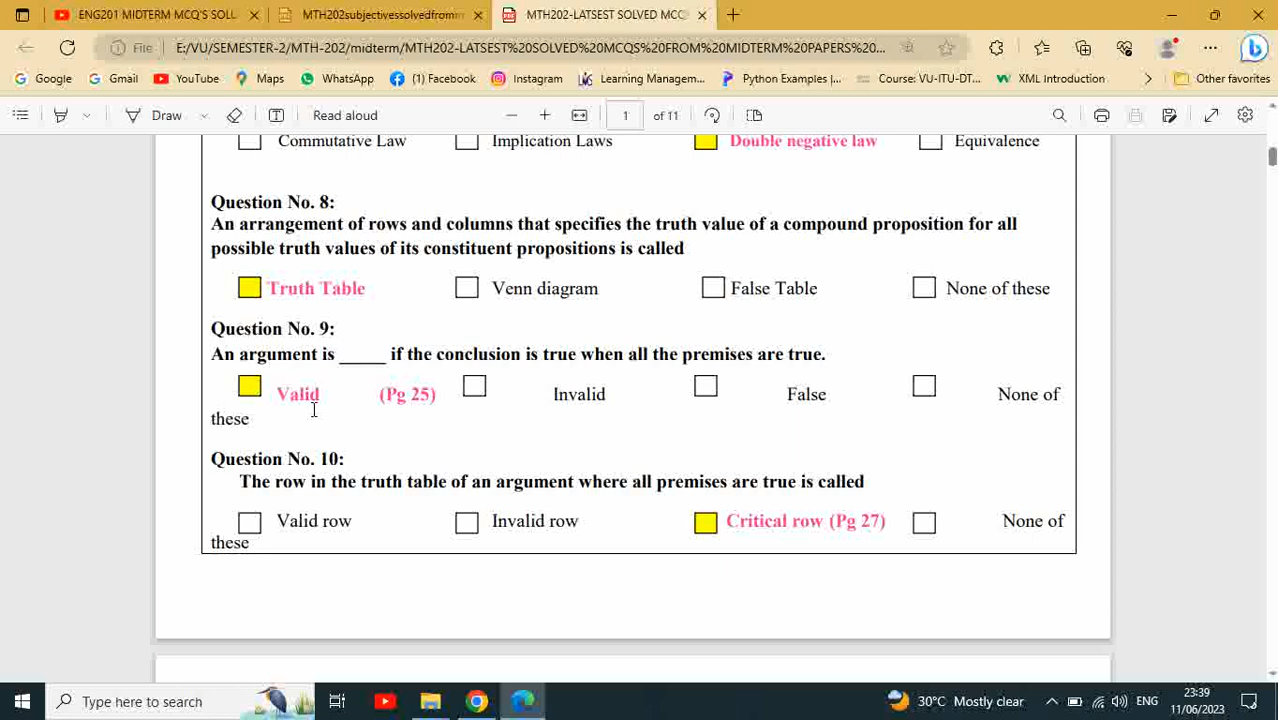 ENG201 MIDTERM MCQ'S SOLU
MTH202subjectivessolvedfromm
MTH202-LATSEST SOLVED MCQ
File
E:/VU/SEMESTER-2/MTH-202/midterm/MTH202-LATSEST%20SOLVED%20MCQS%20FROM%20MIDTERM%20PAPERS%20...
Google Gmail YouTube Maps WhatsApp (1) Facebook Instagram Learning Managem... Python Examples |... Course: VU-ITU-DT... XML Introduction Other favorites
Draw Read aloud 1 of 11
Commutative Law Implication Laws Double negative law Equivalence
Question No. 8:
An arrangement of rows and columns that specifies the truth value of a compound proposition for all
possible truth values of its constituent propositions is called
Truth Table Venn diagram False Table None of these
Question No. 9:
An argument is _____ if the conclusion is true when all the premises are true.
Valid (Pg 25) Invalid False None of
these
Question No. 10:
The row in the truth table of an argument where all premises are true is called
Valid row Invalid row Critical row (Pg 27) None of
these
Type here to search
30°C Mostly clear
ENG
23:39
11/06/2023